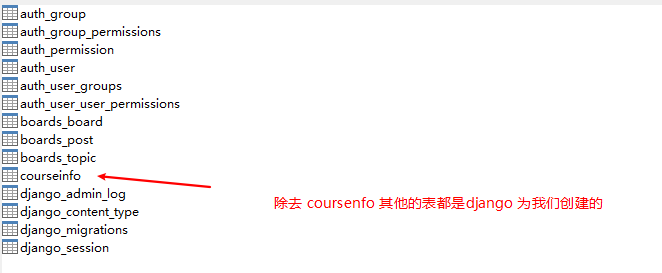 auth_group
auth_group_permissions
auth_permission
auth_user
auth_user_groups
auth_user_user_permissions
boards_board
boards_post
boards_topic
courseinfo
django_admin_log
除去 coursenfo 其他的表都是django 为我们创建的
django_content_type
django_migrations
django_session